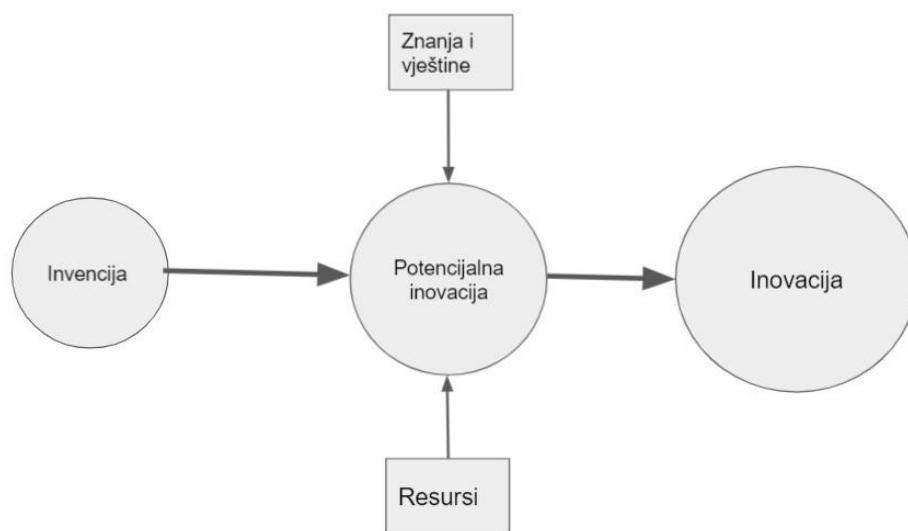 Znanja i
vještine
Invencija
Potencijalna
inovacija
Inovacija
Resursi